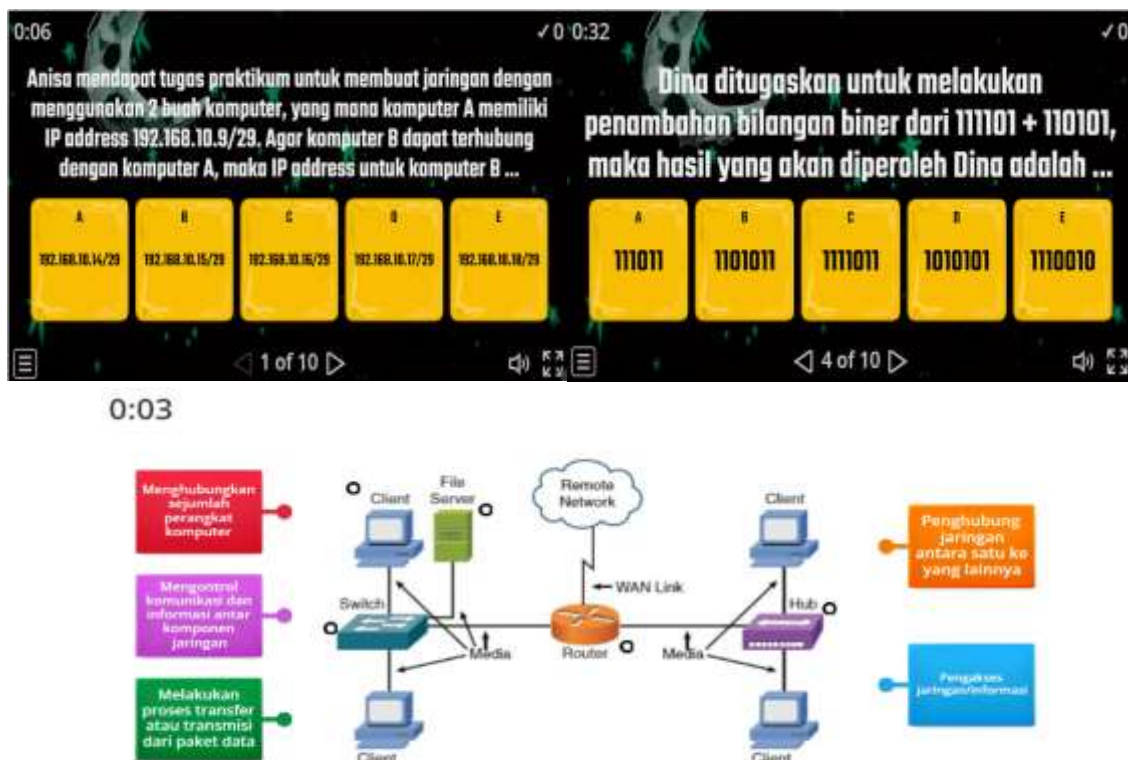 0:06
✓ 0
Anisa mendapat tugas praktikum untuk membuat jaringan dengan
menggunakan 2 buah komputer, yang mana komputer A memiliki
IP address 192.168.10.9/29. Agar komputer B dapat terhubung
dengan komputer A, maka IP address untuk komputer B ...
A
B
C
D
E
192.168.10.14/29
192.168.10.15/29
192.168.10.16/29
192.168.10.17/29
192.168.10.18/29
1 of 10
0:32
✓ 0
Dina ditugaskan untuk melakukan
penambahan bilangan biner dari 111101 + 110101,
maka hasil yang akan diperoleh Dina adalah ...
A
B
C
D
E
111011
1101011
1111011
1010101
1110010
4 of 10
0:03
Menghubungkan
sejumlah
perangkat
komputer
Mengontrol
komunikasi dan
informasi antar
komponen
jaringan
Melakukan
proses transfer
atau transmisi
dari paket data
Client
File
Server
Remote
Network
Client
WAN Link
Switch
Hub
Media
Router
Media
Client
Client
Penghubung
jaringan
antara satu ke
yang lainnya
Pengakses
jaringan/informasi